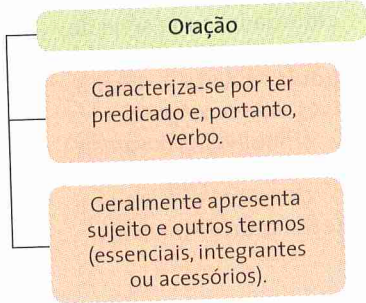 Oração
Caracteriza-se por ter
predicado e, portanto,
verbo.
Geralmente apresenta
sujeito e outros termos
(essenciais, integrantes
ou acessórios).